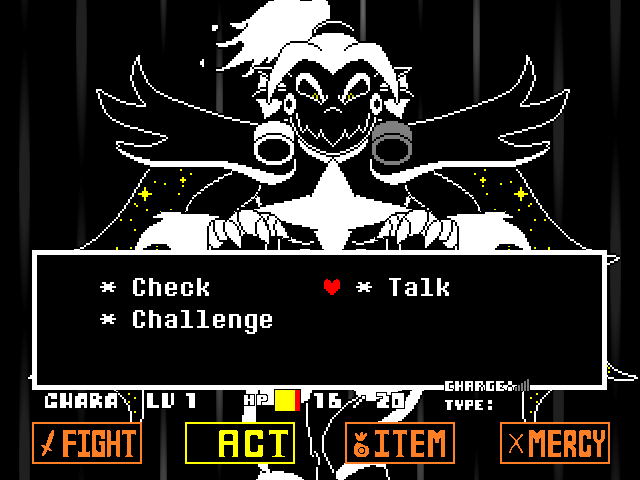 * Check * Talk
* Challenge
CHARGE:
CHARA LV 1 HP 16 / 20
TYPE:
FIGHT ACT ITEM MERCY